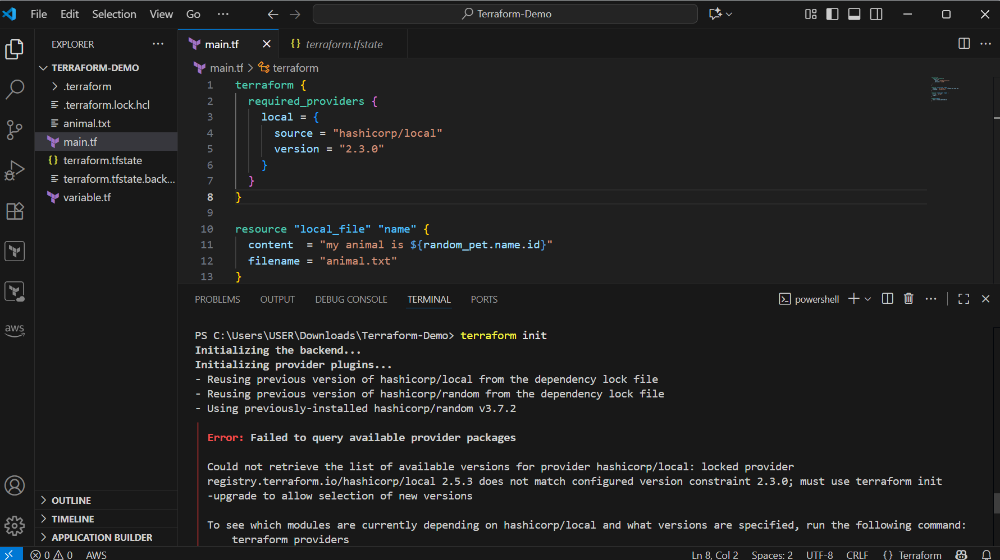 File Edit Selection View Go ···
Terraform-Demo
EXPLORER ···
TERRAFORM-DEMO
.terraform
.terraform.lock.hcl
animal.txt
main.tf
{} terraform.tfstate
terraform.tfstate.back...
variable.tf
OUTLINE
TIMELINE
APPLICATION BUILDER
aws
main.tf
{} terraform.tfstate
main.tf > terraform
1 terraform {
2 required_providers {
3 local = {
4 source = "hashicorp/local"
5 version = "2.3.0"
6 }
7 }
8 }
9
10 resource "local_file" "name" {
11 content  = "my animal is ${random_pet.name.id}"
12 filename = "animal.txt"
13 }
PROBLEMS OUTPUT DEBUG CONSOLE TERMINAL PORTS
powershell
PS C:\Users\USER\Downloads\Terraform-Demo> terraform init
Initializing the backend...
Initializing provider plugins...
- Reusing previous version of hashicorp/local from the dependency lock file
- Reusing previous version of hashicorp/random from the dependency lock file
- Using previously-installed hashicorp/random v3.7.2
Error: Failed to query available provider packages
Could not retrieve the list of available versions for provider hashicorp/local: locked provider
registry.terraform.io/hashicorp/local 2.5.3 does not match configured version constraint 2.3.0; must use terraform init
-upgrade to allow selection of new versions
To see which modules are currently depending on hashicorp/local and what versions are specified, run the following command:
terraform providers
0 0 AWS
Ln 8, Col 2 Spaces: 2 UTF-8 CRLF {} Terraform